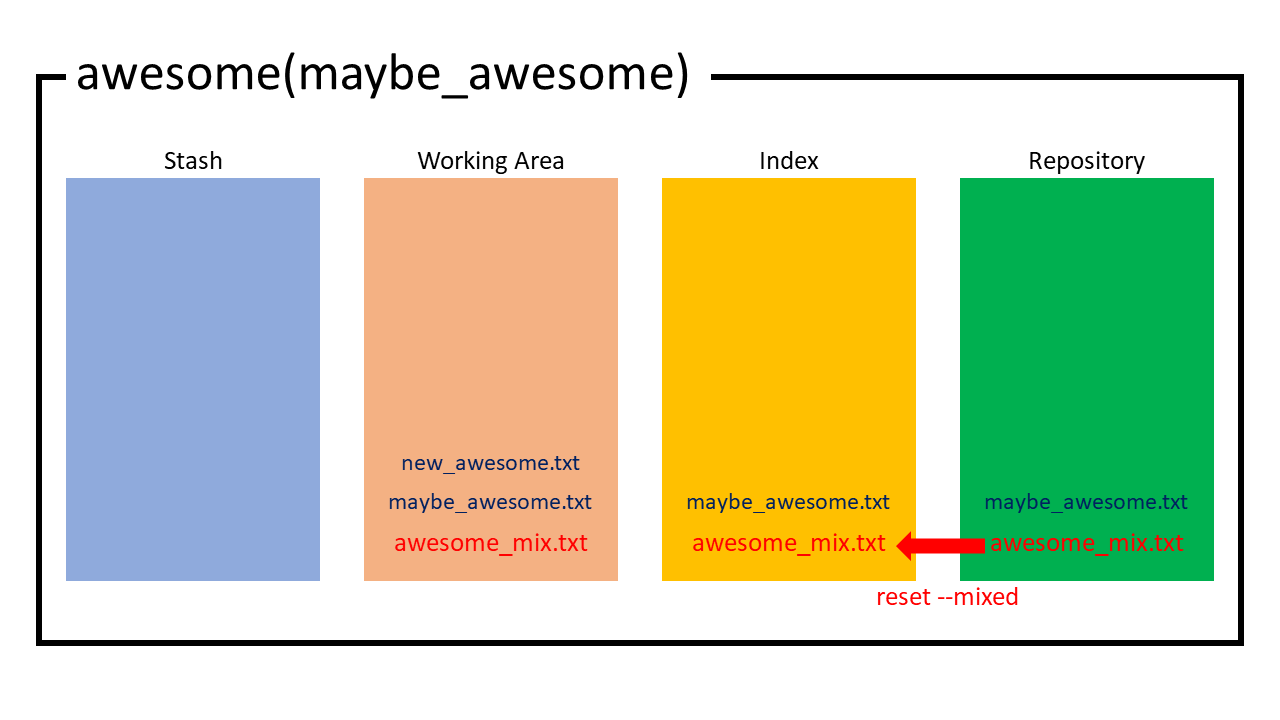 awesome(maybe_awesome)
Stash
Working Area
Index
Repository
new_awesome.txt
maybe_awesome.txt
awesome_mix.txt
maybe_awesome.txt
awesome_mix.txt
maybe_awesome.txt
awesome_mix.txt
reset --mixed